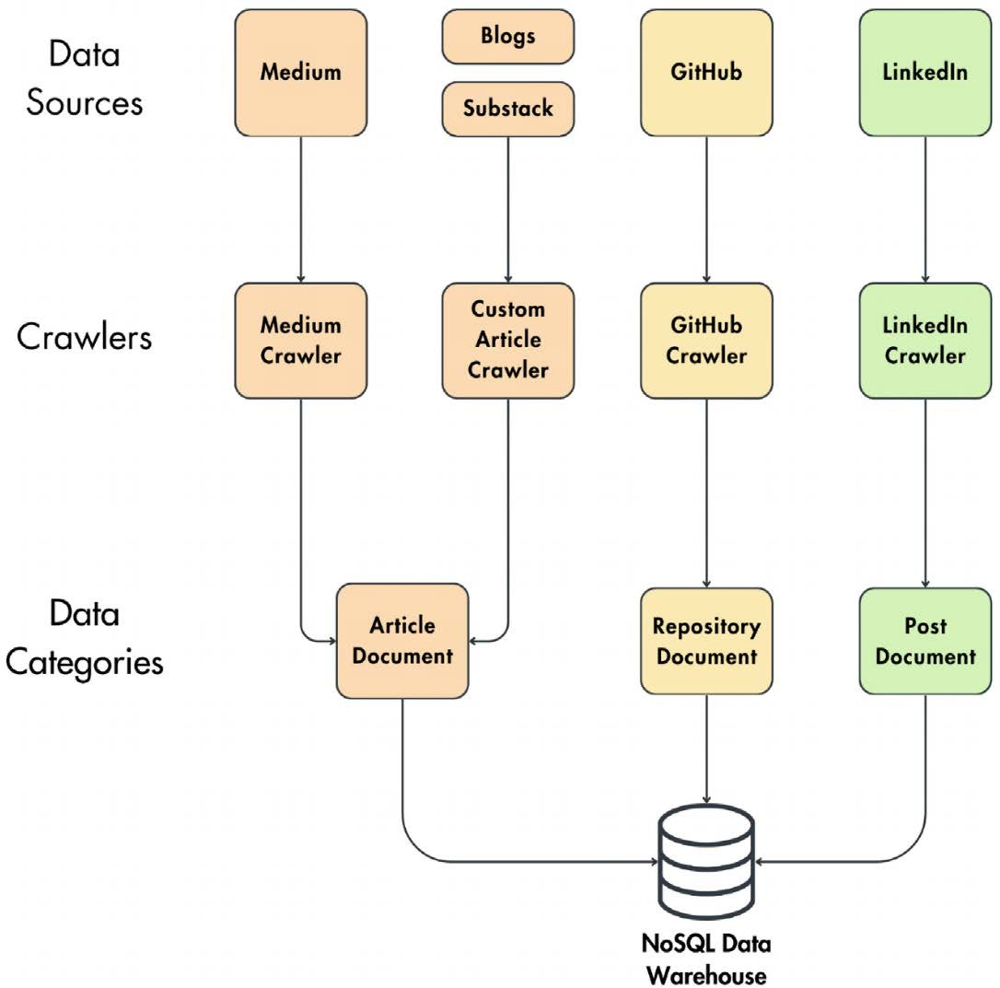 Data
Sources
Medium
Blogs
Substack
GitHub
LinkedIn
Crawlers
Medium
Crawler
Custom
Article
Crawler
GitHub
Crawler
LinkedIn
Crawler
Data
Categories
Article
Document
Repository
Document
Post
Document
NoSQL Data
Warehouse